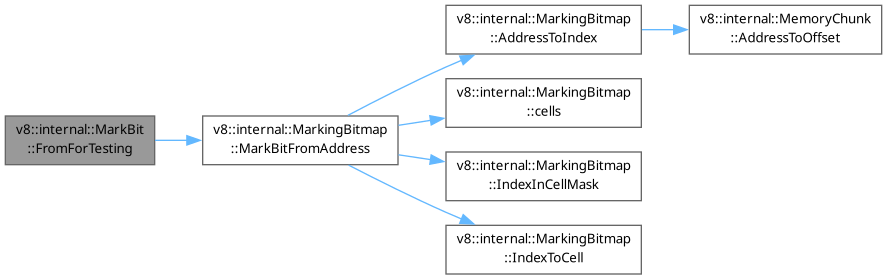 v8::internal::MarkBit
::FromForTesting
v8::internal::MarkingBitmap
::MarkBitFromAddress
v8::internal::MarkingBitmap
::AddressToIndex
v8::internal::MemoryChunk
::AddressToOffset
v8::internal::MarkingBitmap
::cells
v8::internal::MarkingBitmap
::IndexInCellMask
v8::internal::MarkingBitmap
::IndexToCell